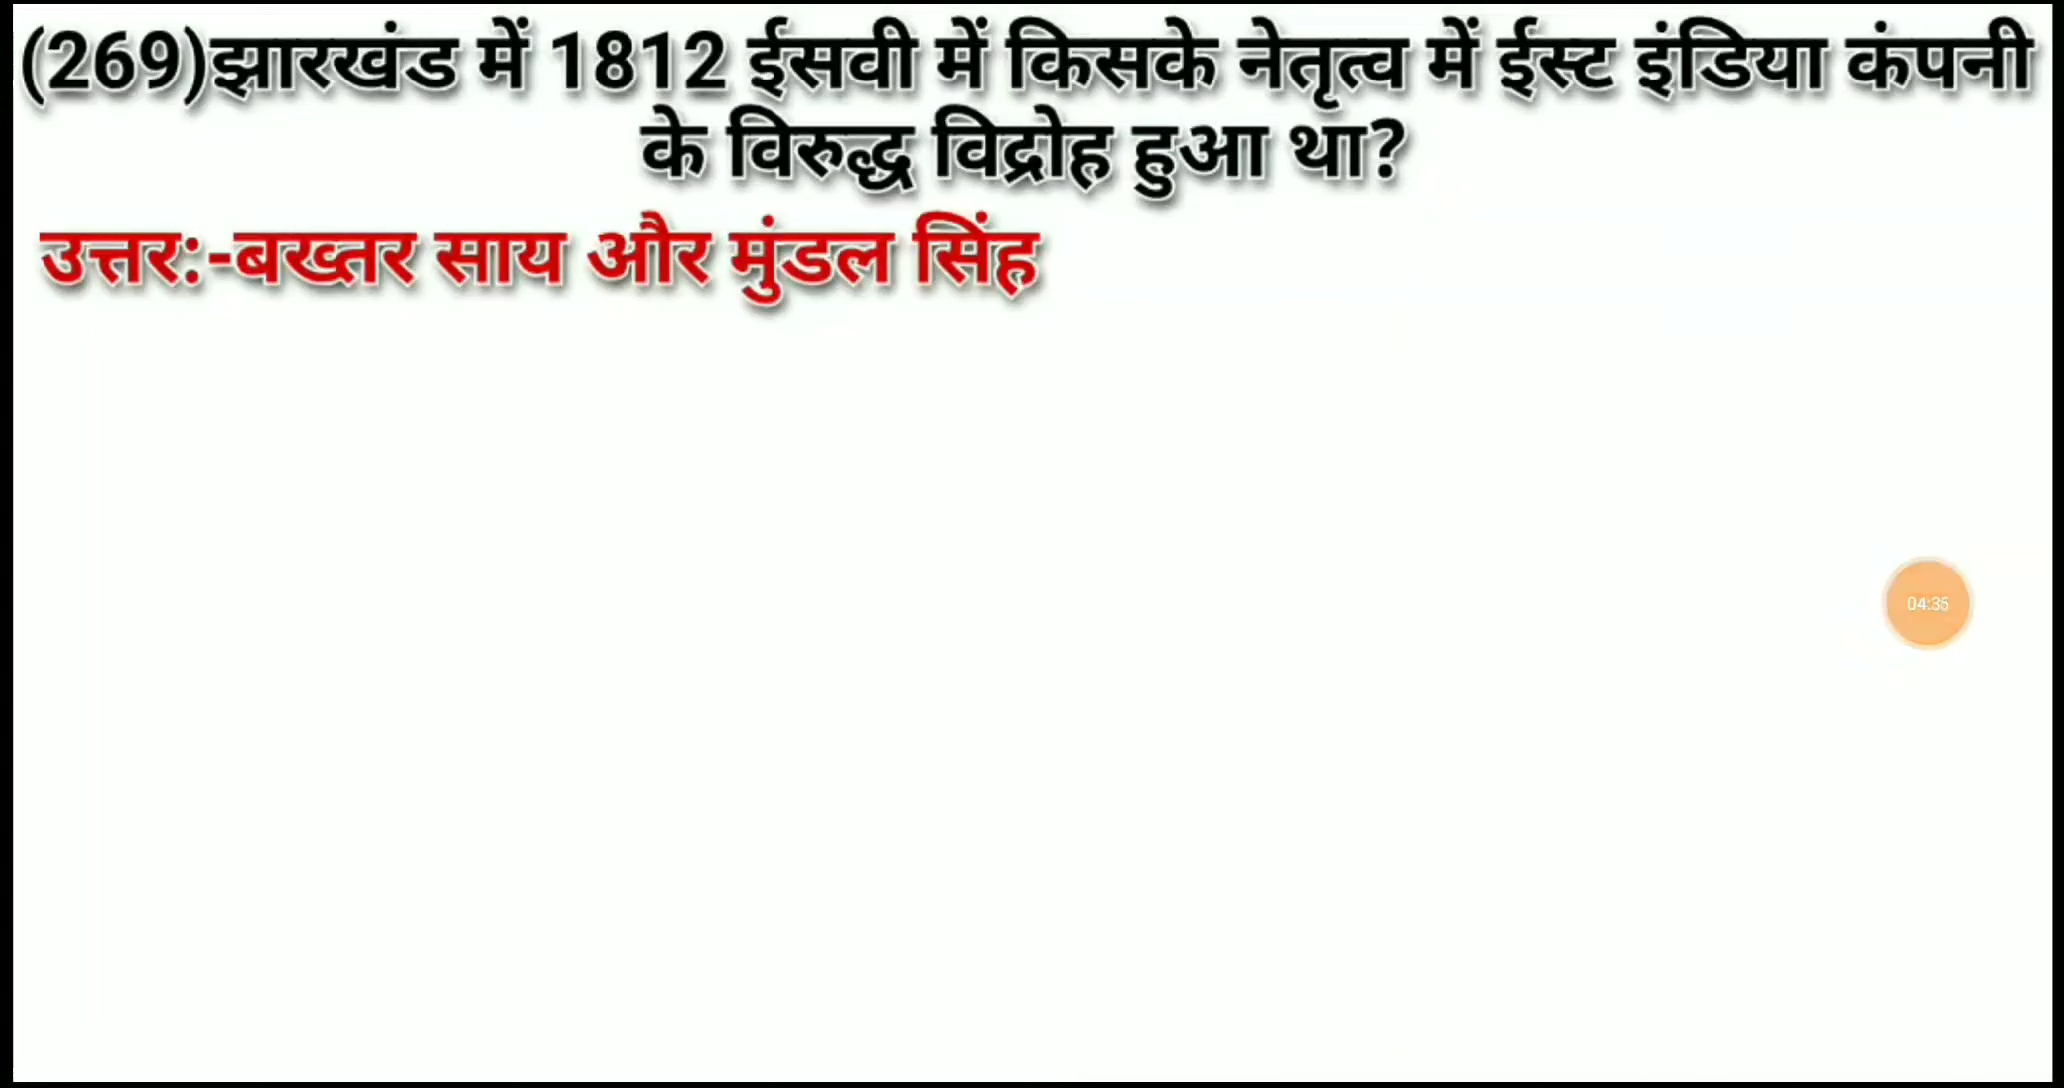 (269)झारखंड में 1812 ईसवी में किसके नेतृत्व में ईस्ट इंडिया कंपनी
के विरुद्ध विद्रोह हुआ था?
उत्तर:-बख्तर साय और मुंडल सिंह
04:35